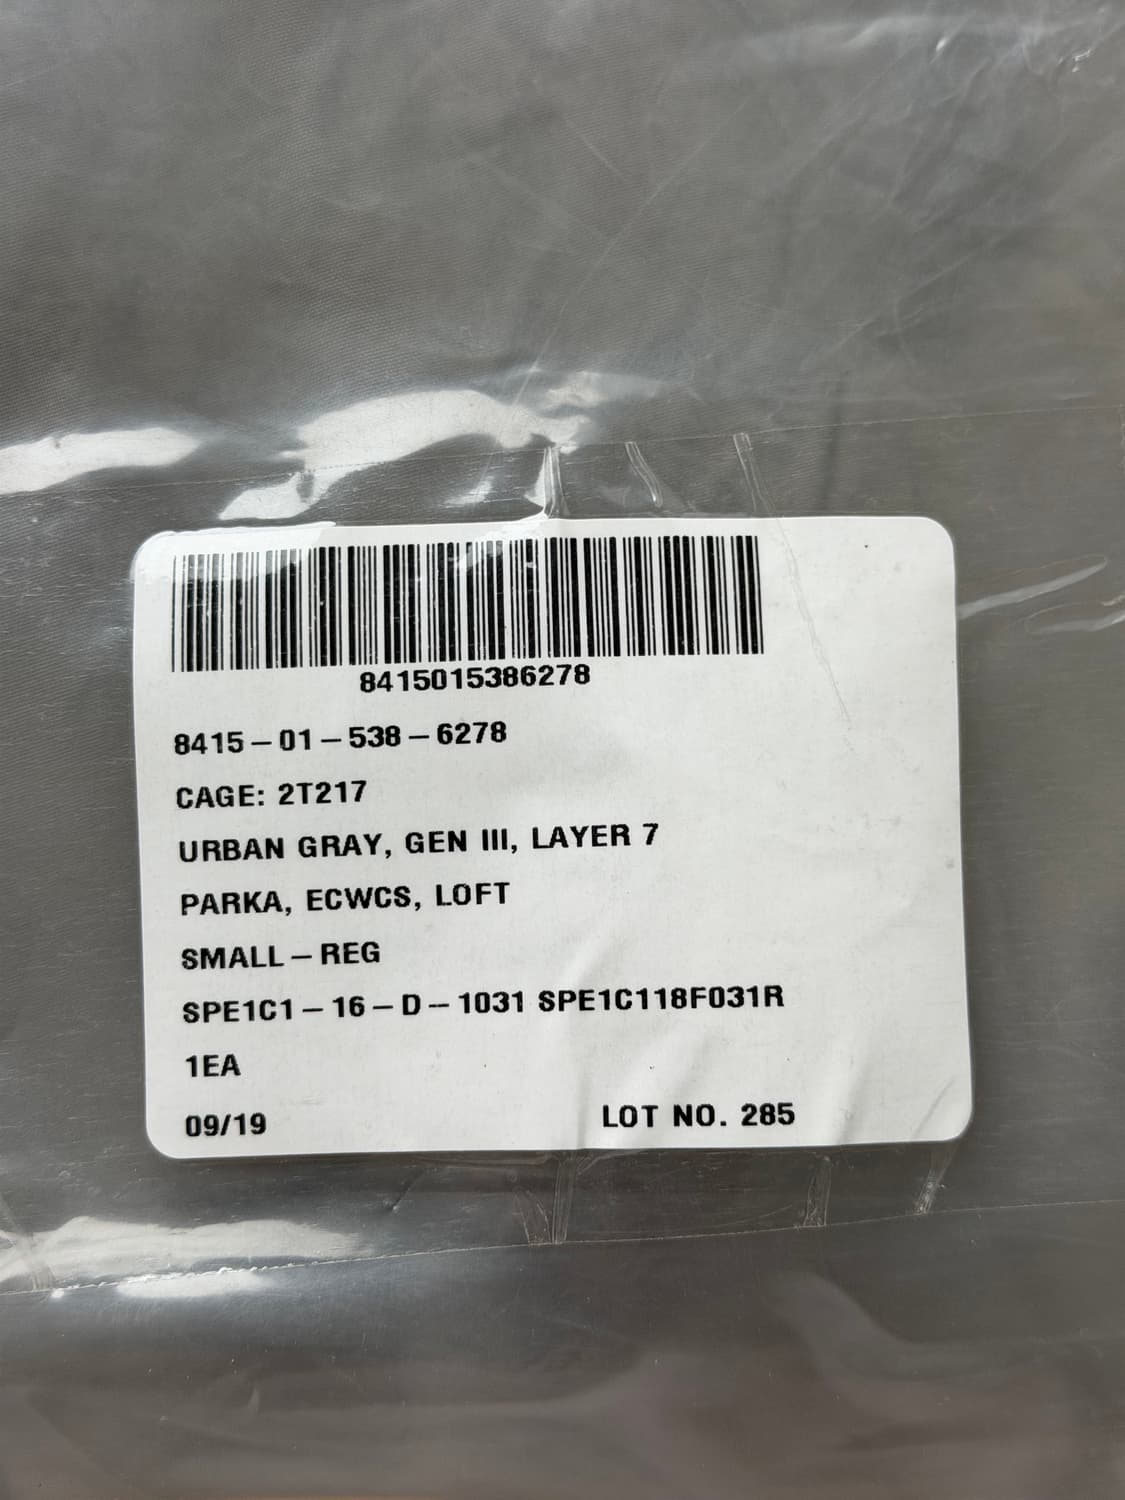 8415015386278
8415-01-538-6278
CAGE: 2T217
URBAN GRAY, GEN III, LAYER 7
PARKA, ECWCS, LOFT
SMALL-REG
SPE1C1-16-D-1031 SPE1C118F031R
1EA
09/19 LOT NO. 285